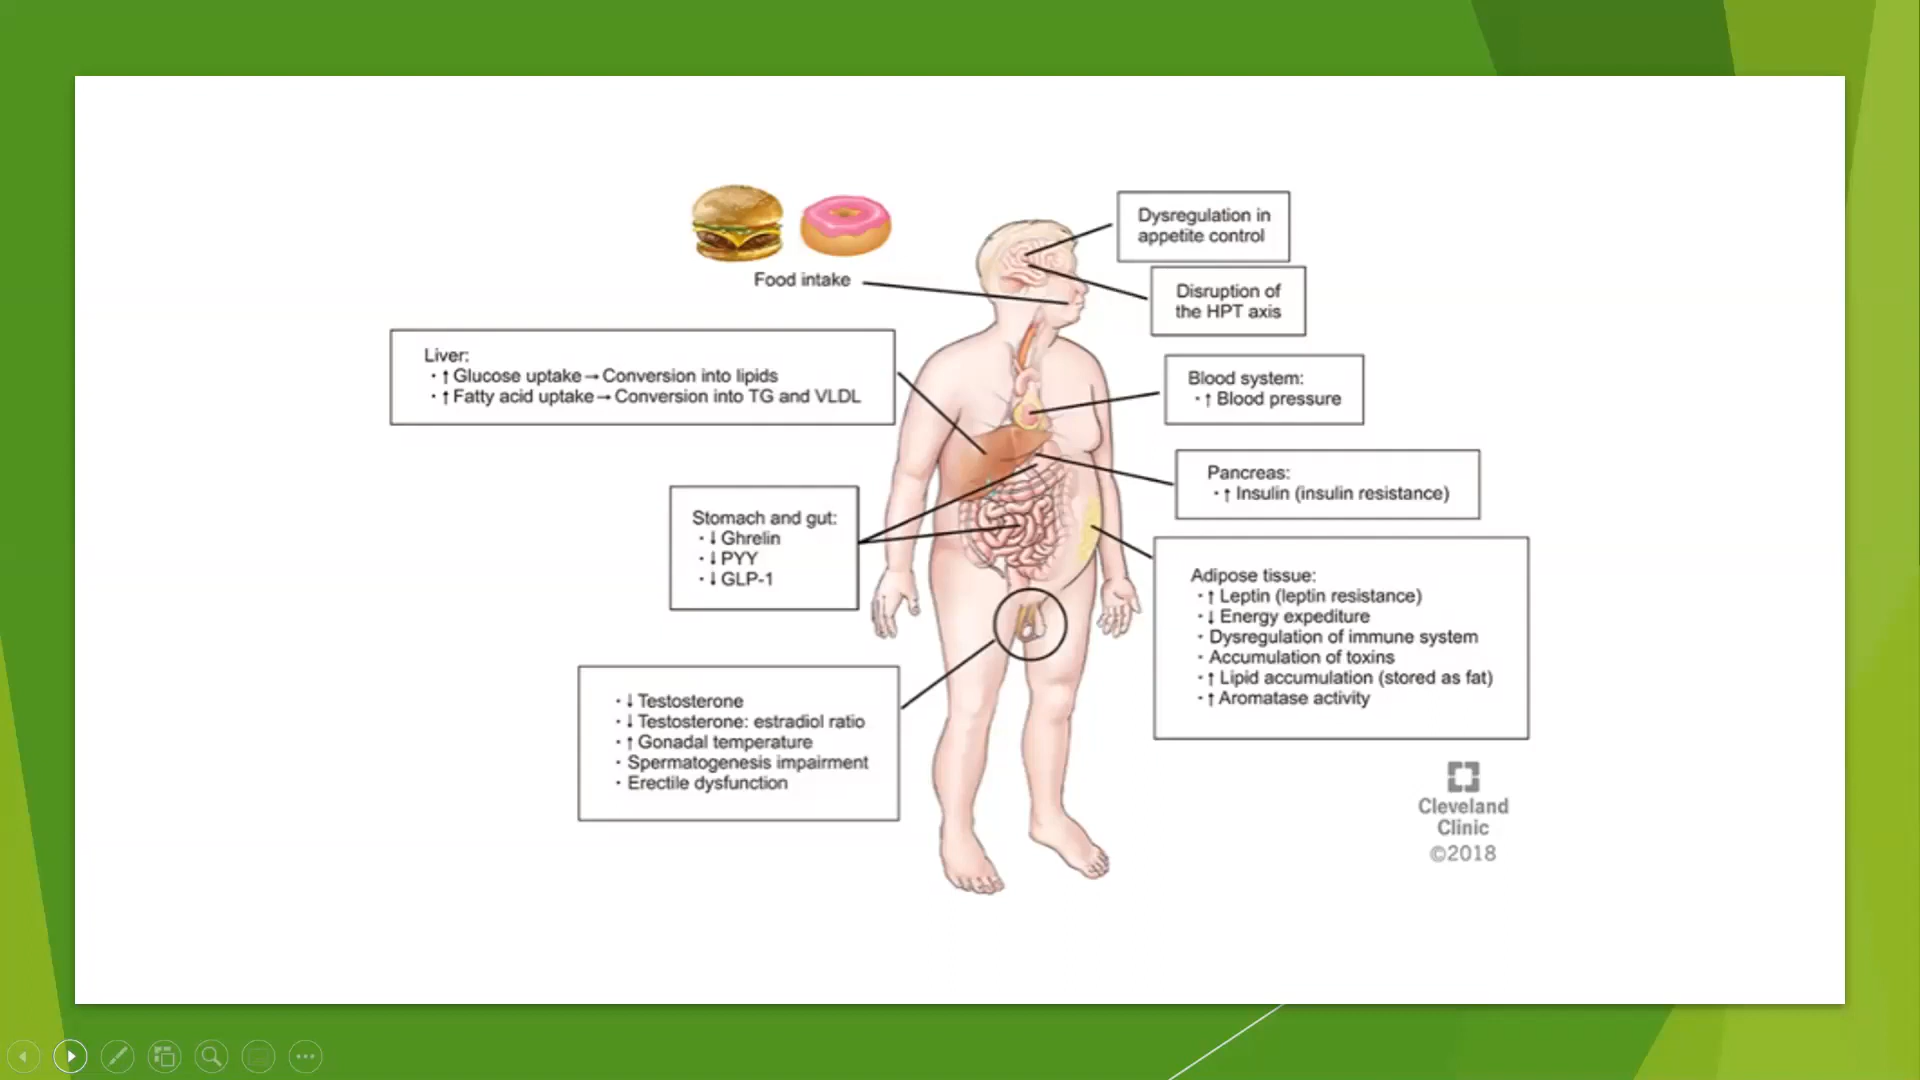 Dysregulation in
appetite control
Food intake
Disruption of
the HPT axis
Liver:
· ↑ Glucose uptake → Conversion into lipids
· ↑ Fatty acid uptake → Conversion into TG and VLDL
Blood system:
· ↑ Blood pressure
Pancreas:
· ↑ Insulin (insulin resistance)
Stomach and gut:
· ↓ Ghrelin
· ↓ PYY
· ↓ GLP-1
Adipose tissue:
· ↑ Leptin (leptin resistance)
· ↓ Energy expediture
· Dysregulation of immune system
· Accumulation of toxins
· ↑ Lipid accumulation (stored as fat)
· ↑ Aromatase activity
· ↓ Testosterone
· ↓ Testosterone: estradiol ratio
· ↑ Gonadal temperature
· Spermatogenesis impairment
· Erectile dysfunction
Cleveland
Clinic
©2018